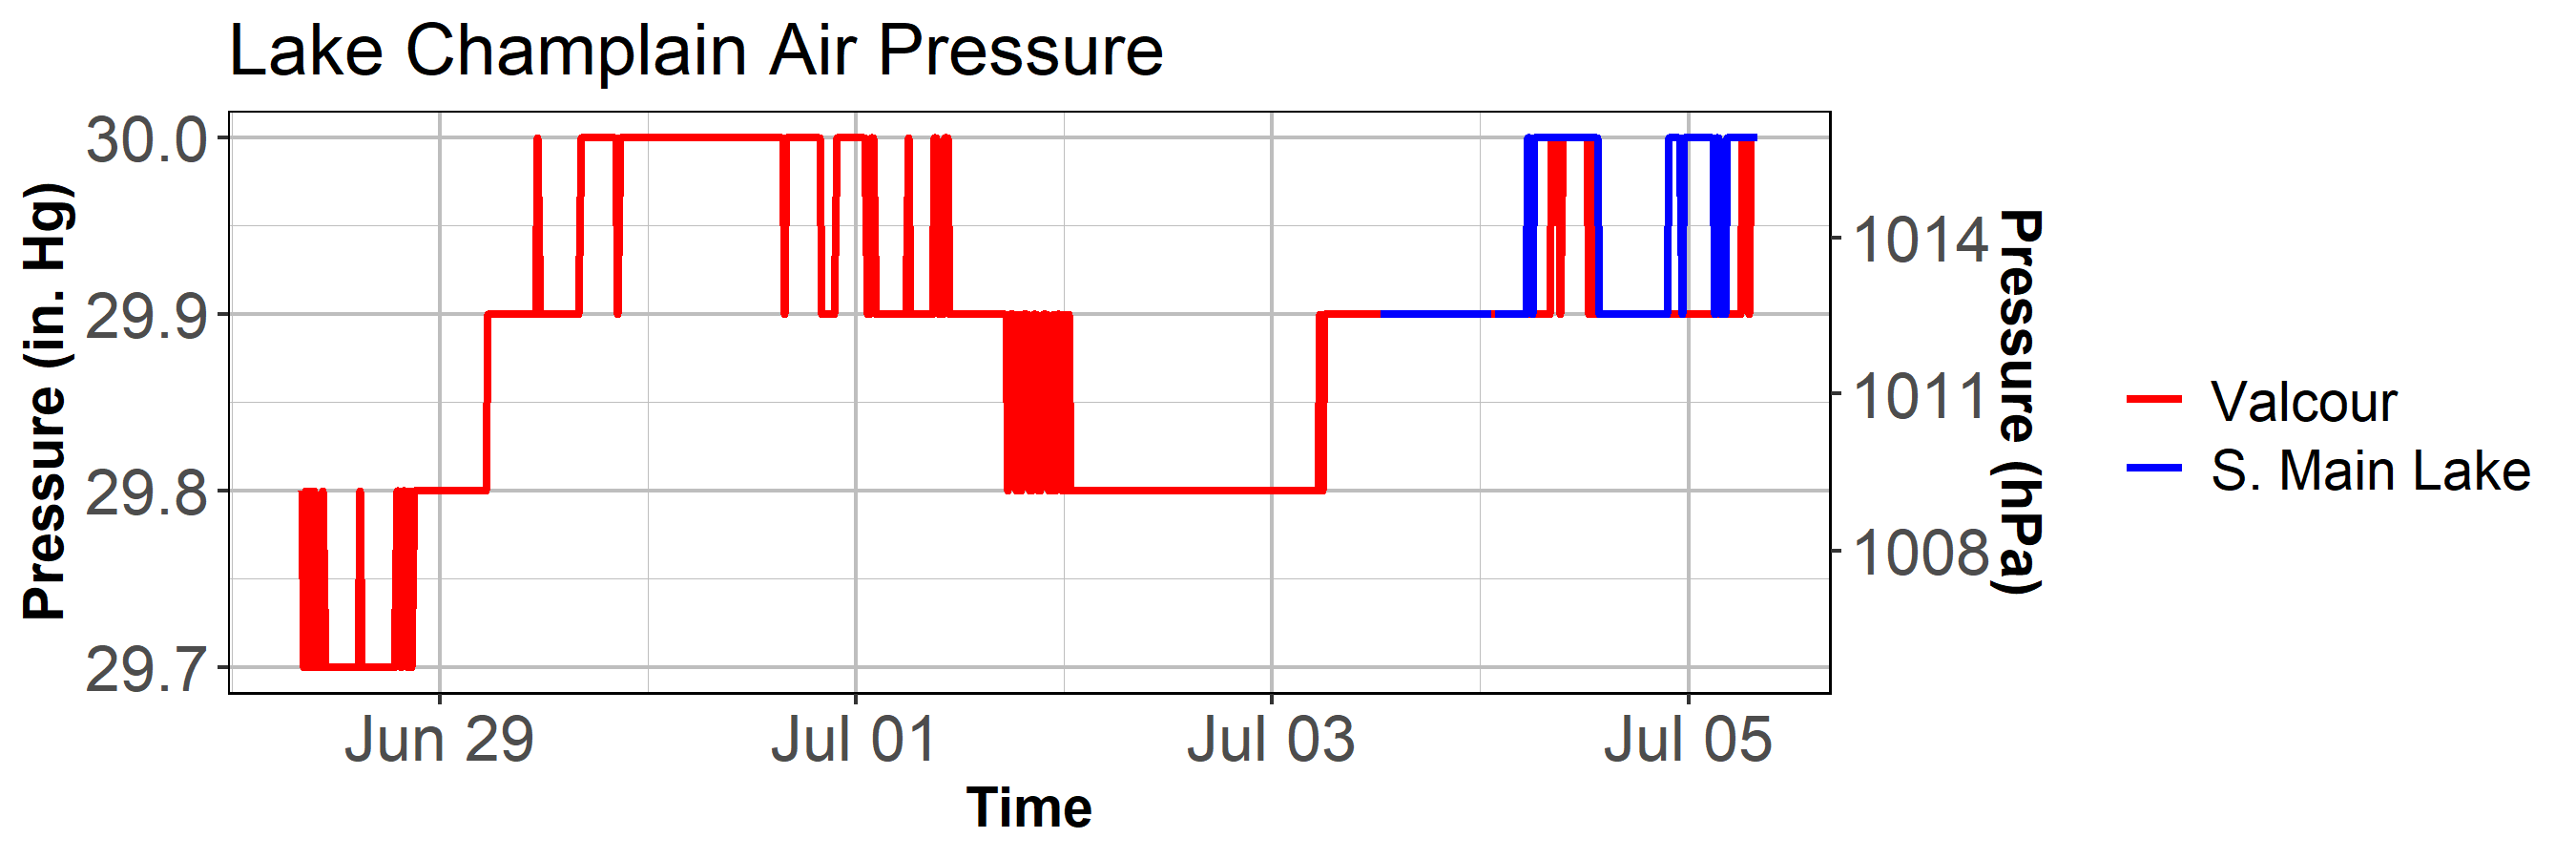 Lake Champlain Air Pressure
Pressure (in. Hg)
30.0
29.9
29.8
29.7
Jun 29
Jul 01
Jul 03
Jul 05
Time
1014
1011
1008
Pressure (hPa)
Valcour
S. Main Lake